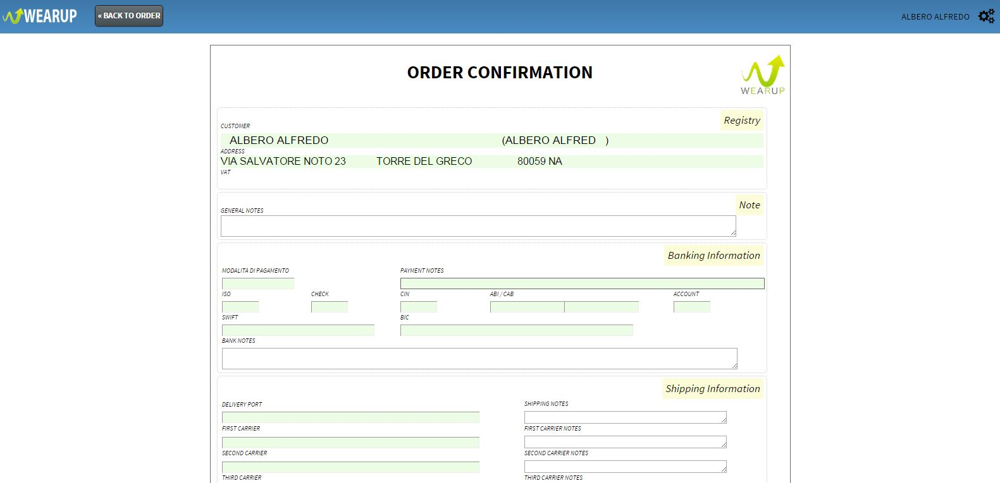 WEARUP
« BACK TO ORDER
ALBERO ALFREDO
ORDER CONFIRMATION
WEARUP
Registry
CUSTOMER
ALBERO ALFREDO (ALBERO ALFRED )
ADDRESS
VIA SALVATORE NOTO 23 TORRE DEL GRECO 80059 NA
VAT
Note
GENERAL NOTES
Banking Information
MODALITA DI PAGAMENTO PAYMENT NOTES
ISO CHECK CIN ABI / CAB ACCOUNT
SWIFT BIC
BANK NOTES
Shipping Information
DELIVERY PORT SHIPPING NOTES
FIRST CARRIER FIRST CARRIER NOTES
SECOND CARRIER SECOND CARRIER NOTES
THIRD CARRIER THIRD CARRIER NOTES